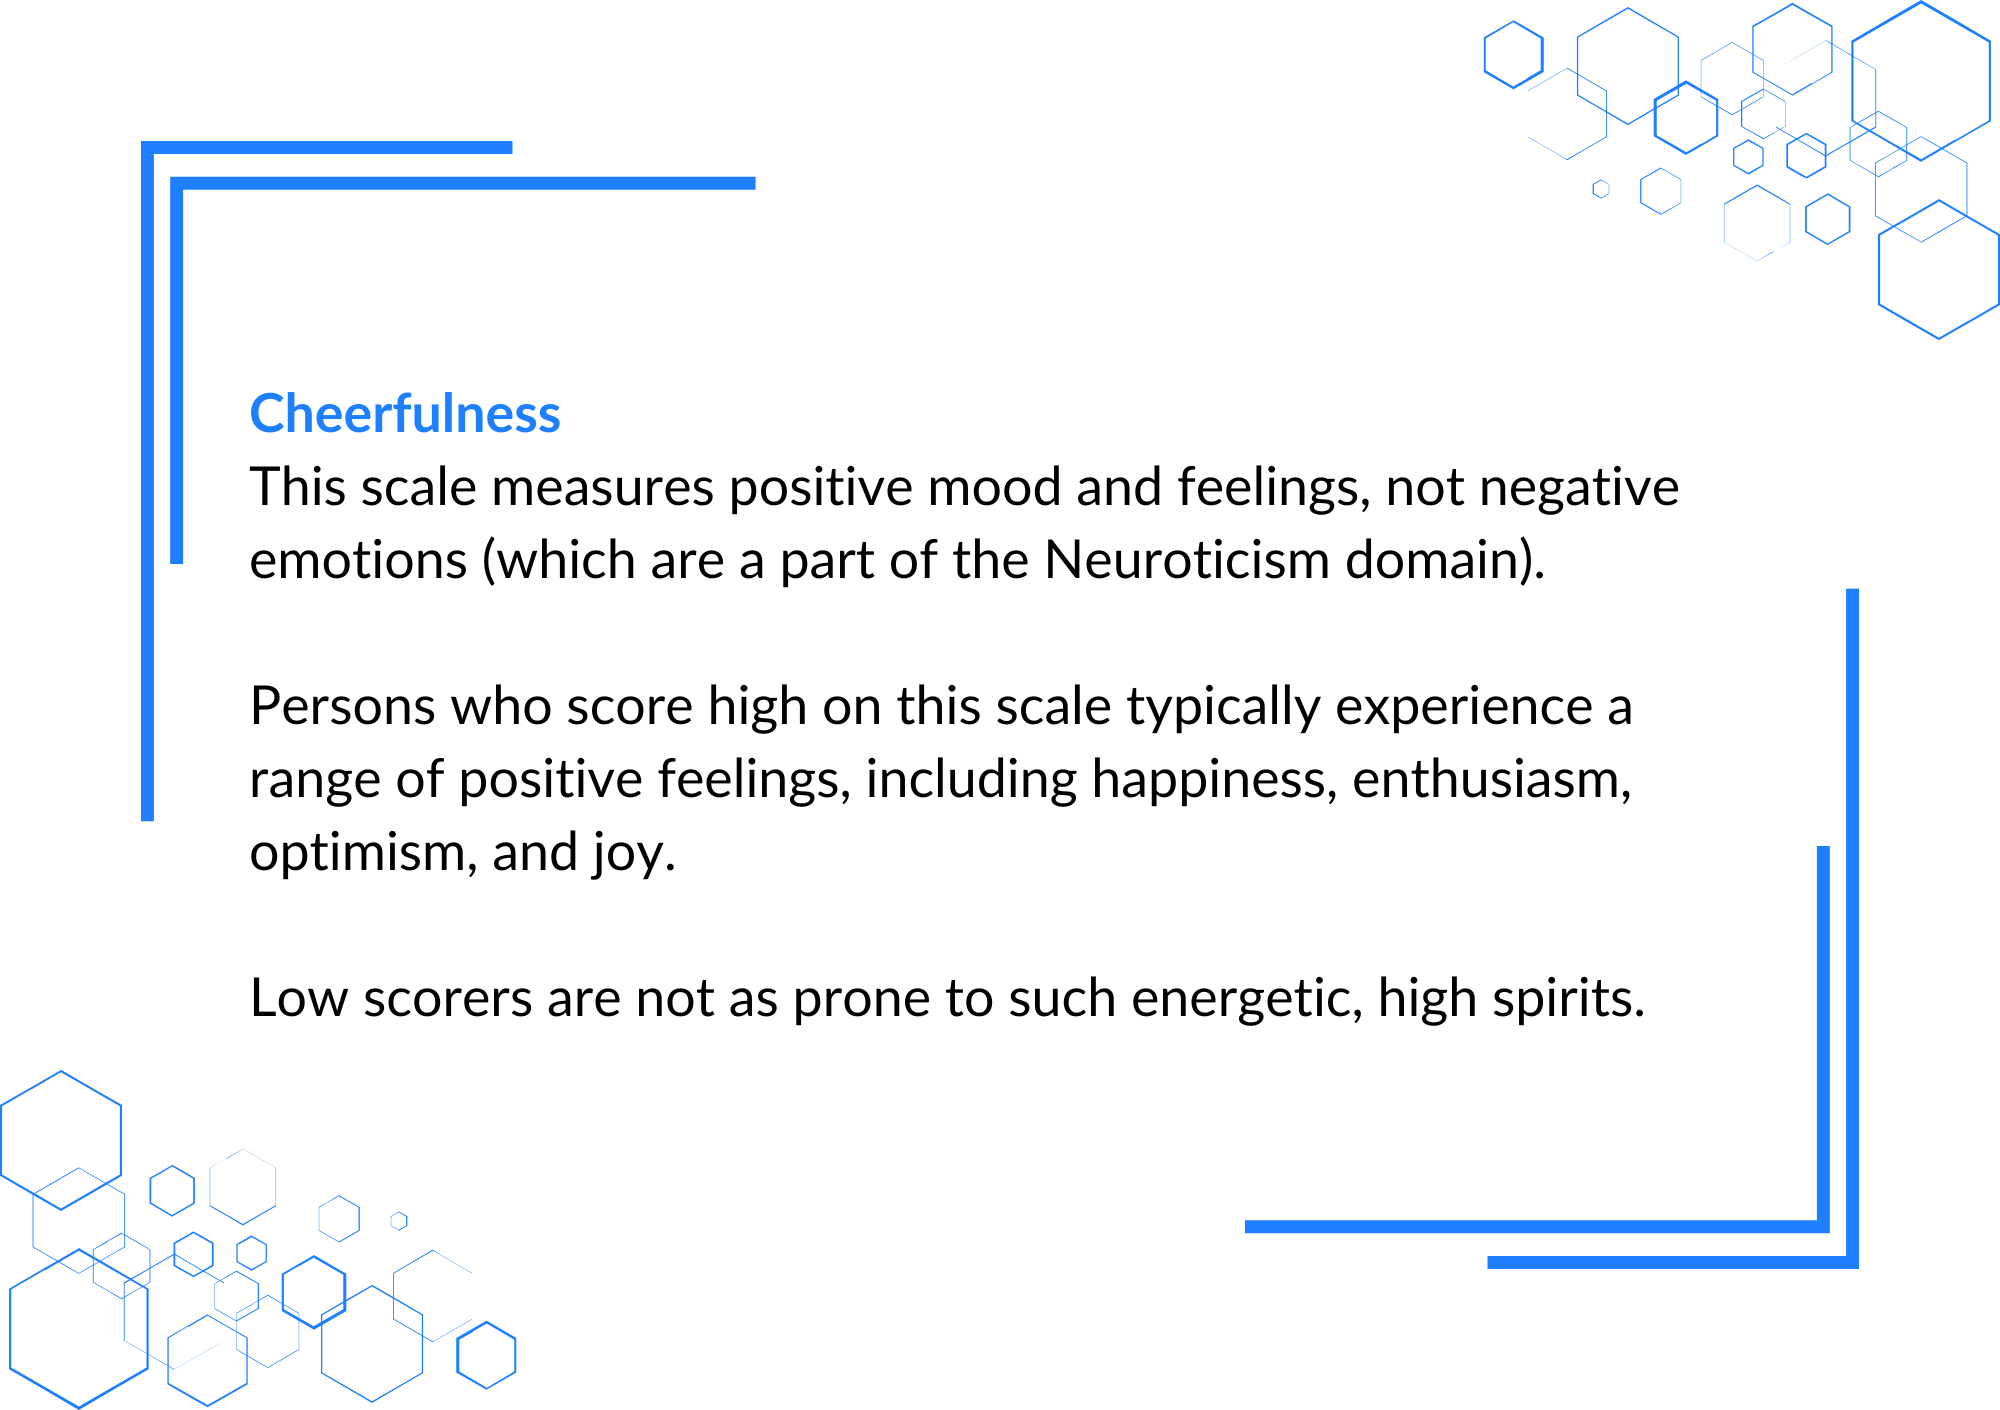 Cheerfulness
This scale measures positive mood and feelings, not negative
emotions (which are a part of the Neuroticism domain).
Persons who score high on this scale typically experience a
range of positive feelings, including happiness, enthusiasm,
optimism, and joy.
Low scorers are not as prone to such energetic, high spirits.